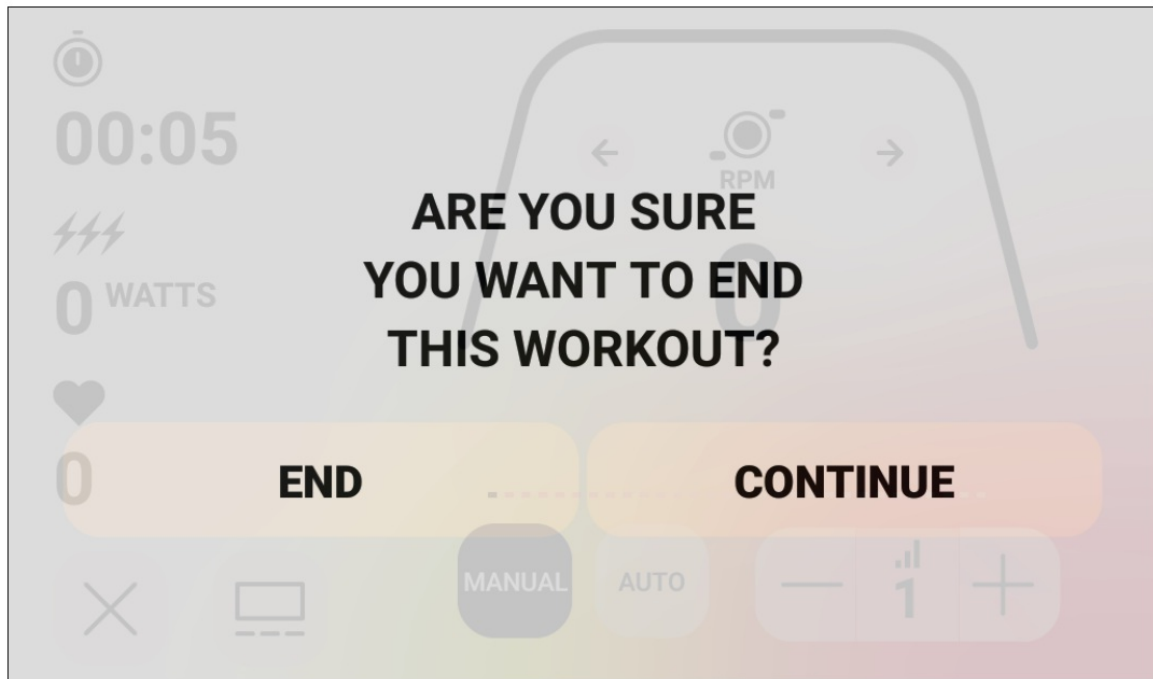 00:05
RPM
ARE YOU SURE
0
YOU WANT TO END
0 WATTS
THIS WORKOUT?
0
END
CONTINUE
MANUAL
AUTO
1